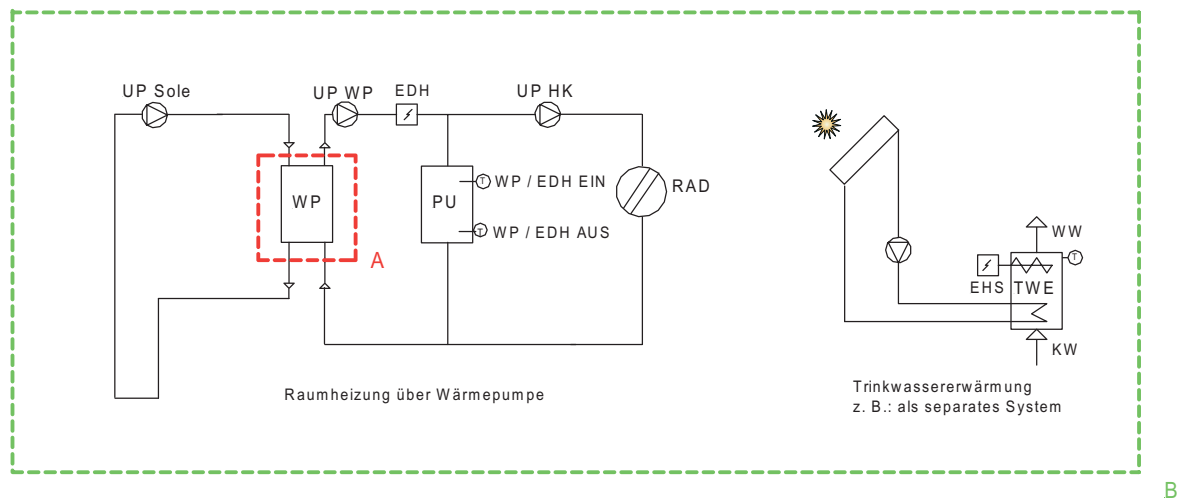 UP Sole
UP WP
EDH
UP HK
WP
PU
T WP / EDH EIN
T WP / EDH AUS
RAD
A
Raumheizung über Wärmepumpe
WW
T
EHS
TWE
KW
Trinkwassererwärmung
z. B.: als separates System
B